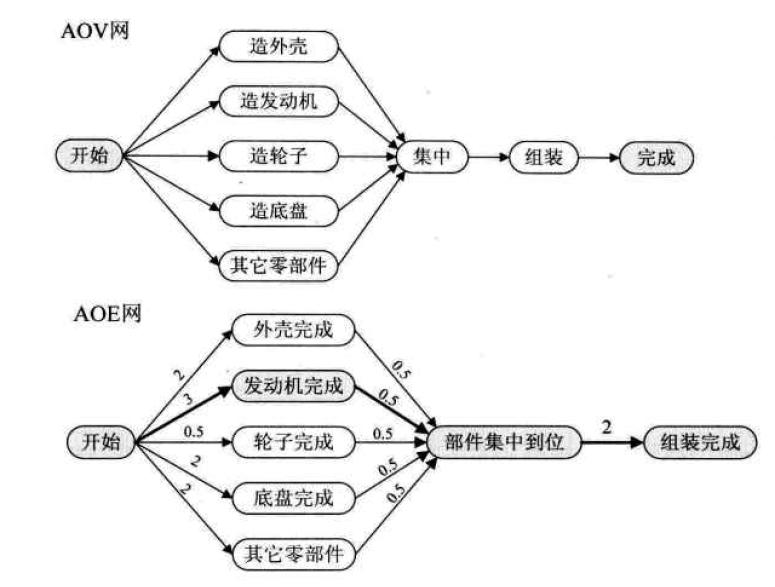 AOV网
造外壳
造发动机
开始
造轮子
集中
组装
完成
造底盘
其它零部件
AOE网
外壳完成
2
0.5
发动机完成
3
0.5
开始
0.5
轮子完成
0.5
部件集中到位
2
组装完成
2
底盘完成
0.5
2
其它零部件
0.5